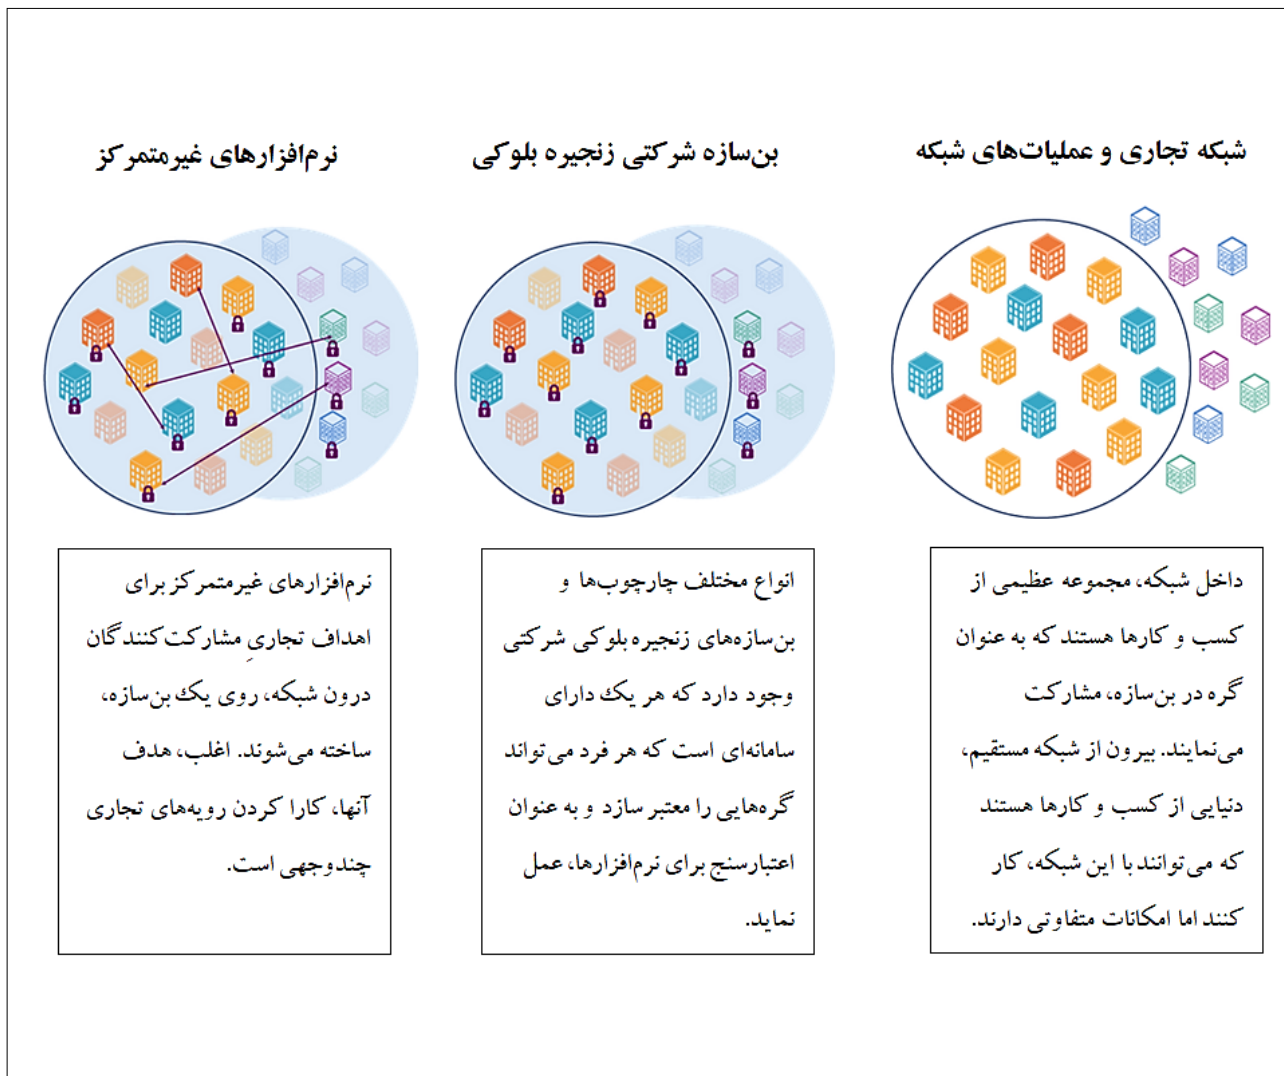 شبکه تجاری و عملیات‌های شبکه
بن‌سازه شرکتی زنجیره بلوکی
نرم‌افزارهای غیرمتمرکز
داخل شبکه، مجموعه عظیمی از
کسب و کارها هستند که به عنوان
گره در بن‌سازه، مشارکت
می‌نمایند. بیرون از شبکه مستقیم،
دنیایی از کسب و کارها هستند
که می‌توانند با این شبکه، کار
کنند اما امکانات متفاوتی دارند.
انواع مختلف چارچوب‌ها و
بن‌سازه‌های زنجیره بلوکی شرکتی
وجود دارد که هر یک دارای
سامانه‌ای است که هر فرد می‌تواند
گره‌هایی را معتبر سازد و به عنوان
اعتبارسنج برای نرم‌افزارها، عمل
نماید.
نرم‌افزارهای غیرمتمرکز برای
اهداف تجاریِ مشارکت‌کنندگان
درون شبکه، روی یک بن‌سازه،
ساخته می‌شوند. اغلب، هدف
آنها، کارا کردن رویه‌های تجاری
چندوجهی است.